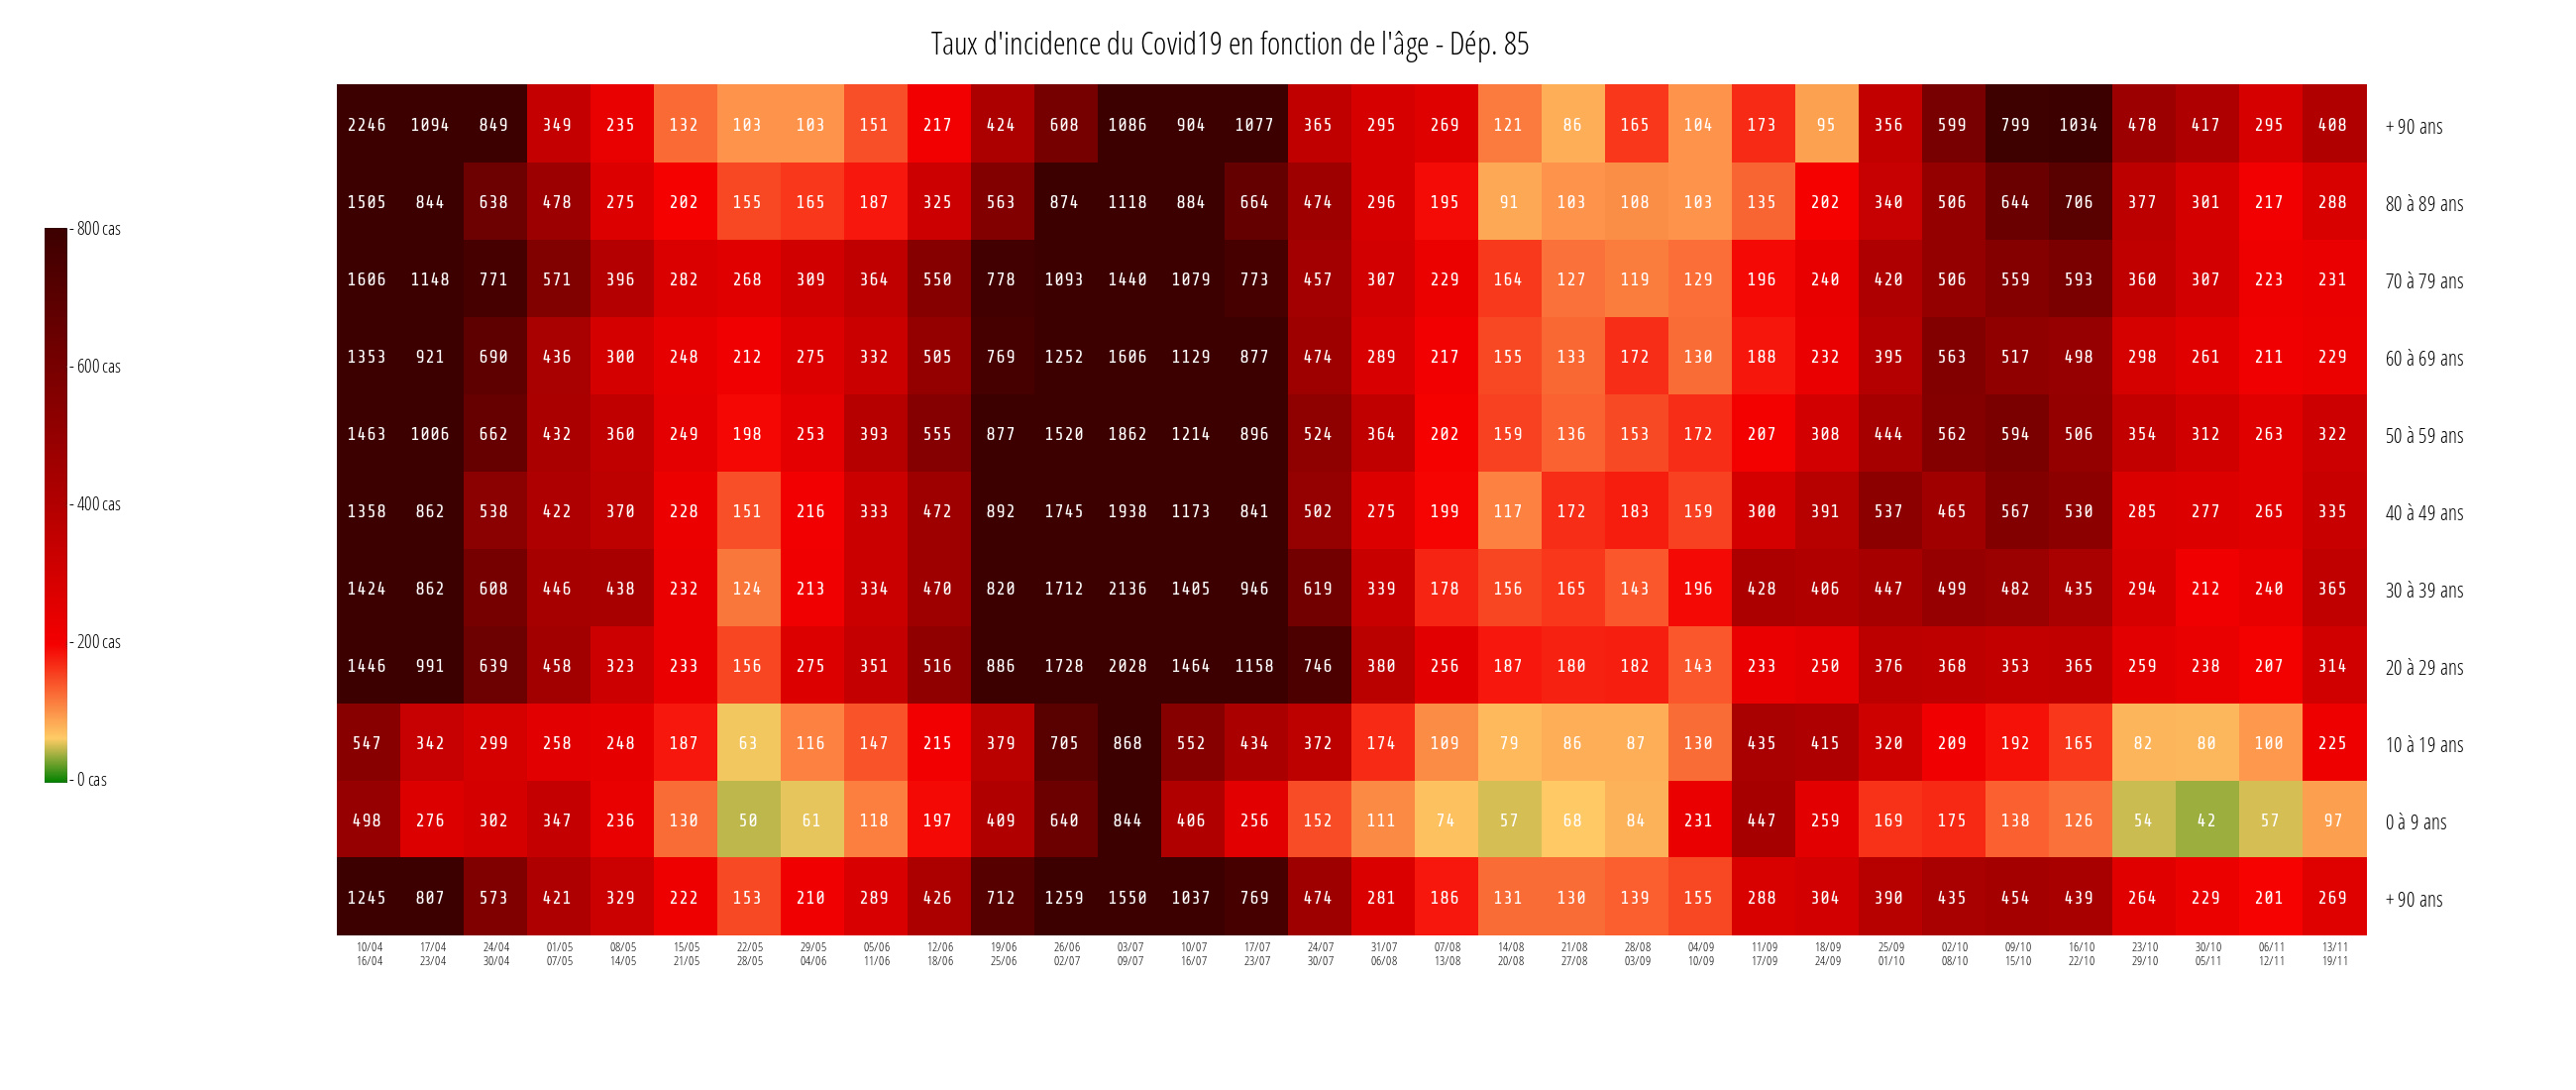 Taux d'incidence du Covid19 en fonction de l'âge - Dép. 85
- 800 cas
- 600 cas
- 400 cas
- 200 cas
- 0 cas
2246 1094 849 349 235 132 103 103 151 217 424 608 1086 904 1077 365 295 269 121 86 165 104 173 95 356 599 799 1034 478 417 295 408 + 90 ans
1505 844 638 478 275 202 155 165 187 325 563 874 1118 884 664 474 296 195 91 103 108 103 135 202 340 506 644 706 377 301 217 288 80 à 89 ans
1606 1148 771 571 396 282 268 309 364 550 778 1093 1440 1079 773 457 307 229 164 127 119 129 196 240 420 506 559 593 360 307 223 231 70 à 79 ans
1353 921 690 436 300 248 212 275 332 505 769 1252 1606 1129 877 474 289 217 155 133 172 130 188 232 395 563 517 498 298 261 211 229 60 à 69 ans
1463 1006 662 432 360 249 198 253 393 555 877 1520 1862 1214 896 524 364 202 159 136 153 172 207 308 444 562 594 506 354 312 263 322 50 à 59 ans
1358 862 538 422 370 228 151 216 333 472 892 1745 1938 1173 841 502 275 199 117 172 183 159 300 391 537 465 567 530 285 277 265 335 40 à 49 ans
1424 862 608 446 438 232 124 213 334 470 820 1712 2136 1405 946 619 339 178 156 165 143 196 428 406 447 499 482 435 294 212 240 365 30 à 39 ans
1446 991 639 458 323 233 156 275 351 516 886 1728 2028 1464 1158 746 380 256 187 180 182 143 233 250 376 368 353 365 259 238 207 314 20 à 29 ans
547 342 299 258 248 187 63 116 147 215 379 705 868 552 434 372 174 109 79 86 87 130 435 415 320 209 192 165 82 80 100 225 10 à 19 ans
498 276 302 347 236 130 50 61 118 197 409 640 844 406 256 152 111 74 57 68 84 231 447 259 169 175 138 126 54 42 57 97 0 à 9 ans
1245 807 573 421 329 222 153 210 289 426 712 1259 1550 1037 769 474 281 186 131 130 139 155 288 304 390 435 454 439 264 229 201 269 + 90 ans
10/04 17/04 24/04 01/05 08/05 15/05 22/05 29/05 05/06 12/06 19/06 26/06 03/07 10/07 17/07 24/07 31/07 07/08 14/08 21/08 28/08 04/09 11/09 18/09 25/09 02/10 09/10 16/10 23/10 30/10 06/11 13/11
16/04 23/04 30/04 07/05 14/05 21/05 28/05 04/06 11/06 18/06 25/06 02/07 09/07 16/07 23/07 30/07 06/08 13/08 20/08 27/08 03/09 10/09 17/09 24/09 01/10 08/10 15/10 22/10 29/10 05/11 12/11 19/11